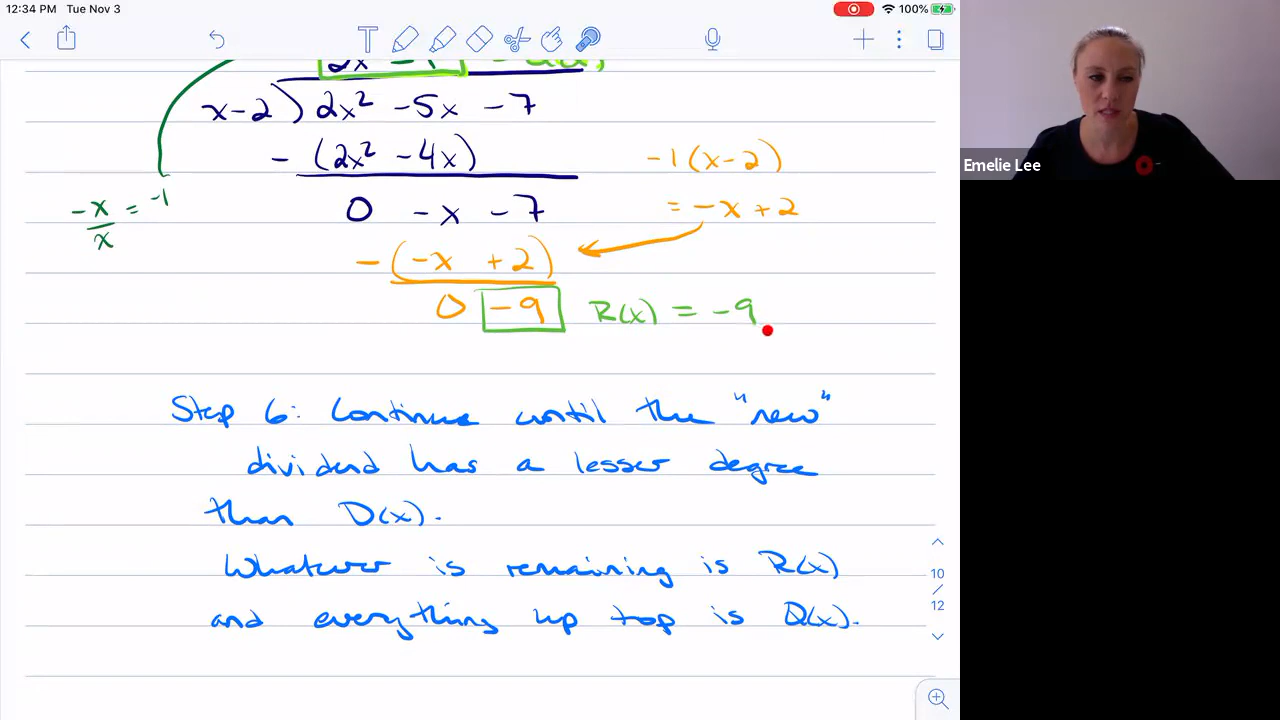 12:34 PM Tue Nov 3
100%
T
2x -1
x-2 ) 2x² -5x -7
- (2x² -4x)
-1(x-2)
-x/x = -1
0 -x -7
= -x +2
- (-x +2)
0 -9 R(x) = -9
Step 6: Continue until the "new"
dividend has a lesser degree
than D(x).
Whatever is remaining is R(x)
and everything up top is Q(x).
10
/
12
Emelie Lee